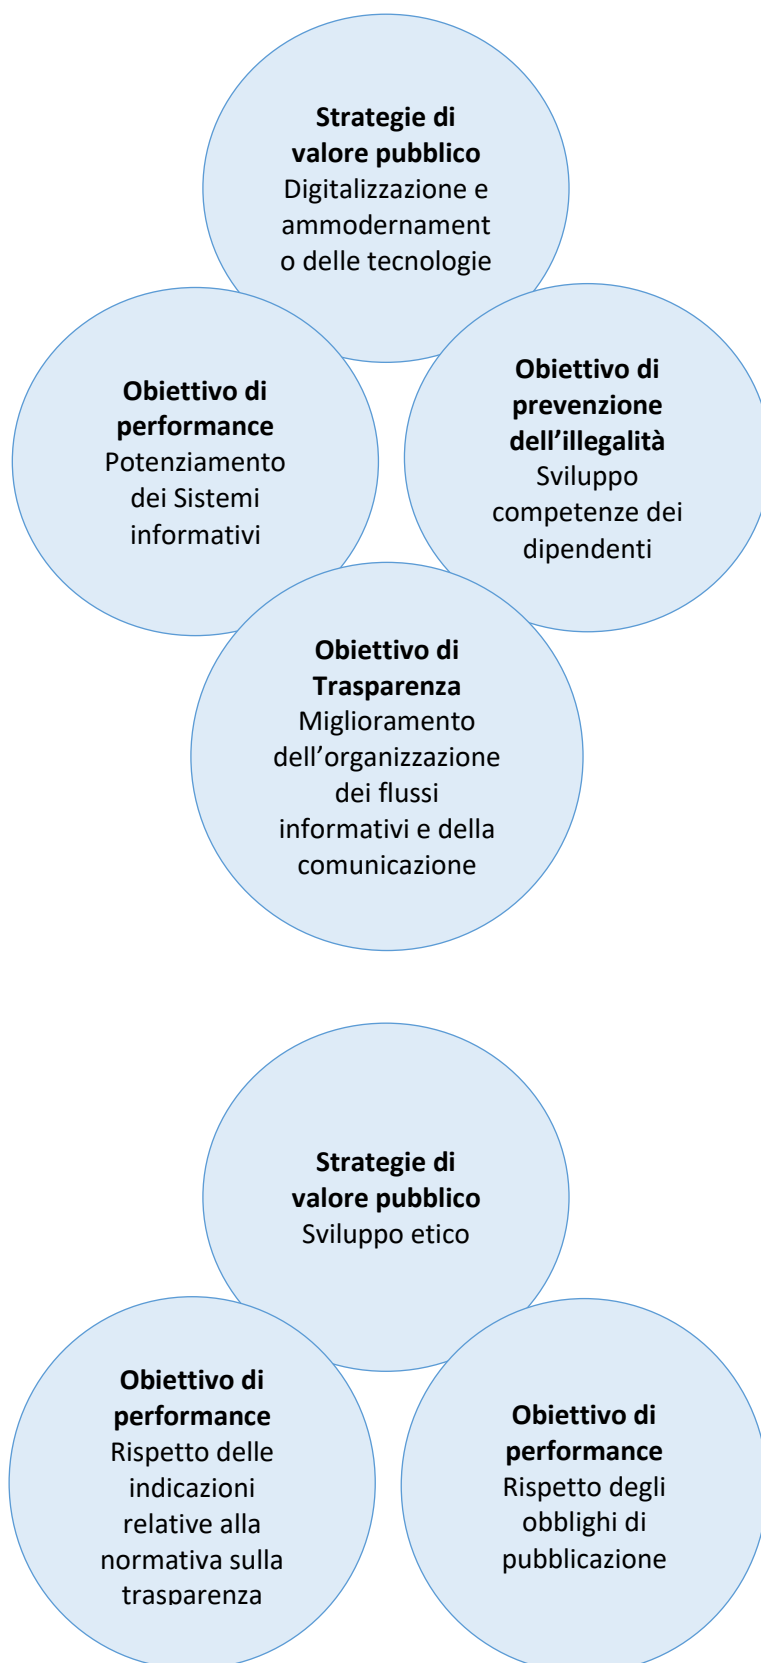 Strategie di
valore pubblico
Digitalizzazione e
ammodernament
o delle tecnologie
Obiettivo di
performance
Potenziamento
dei Sistemi
informativi
Obiettivo di
prevenzione
dell’illegalità
Sviluppo
competenze dei
dipendenti
Obiettivo di
Trasparenza
Miglioramento
dell’organizzazione
dei flussi
informativi e della
comunicazione
Strategie di
valore pubblico
Sviluppo etico
Obiettivo di
performance
Rispetto delle
indicazioni
relative alla
normativa sulla
trasparenza
Obiettivo di
performance
Rispetto degli
obblighi di
pubblicazione